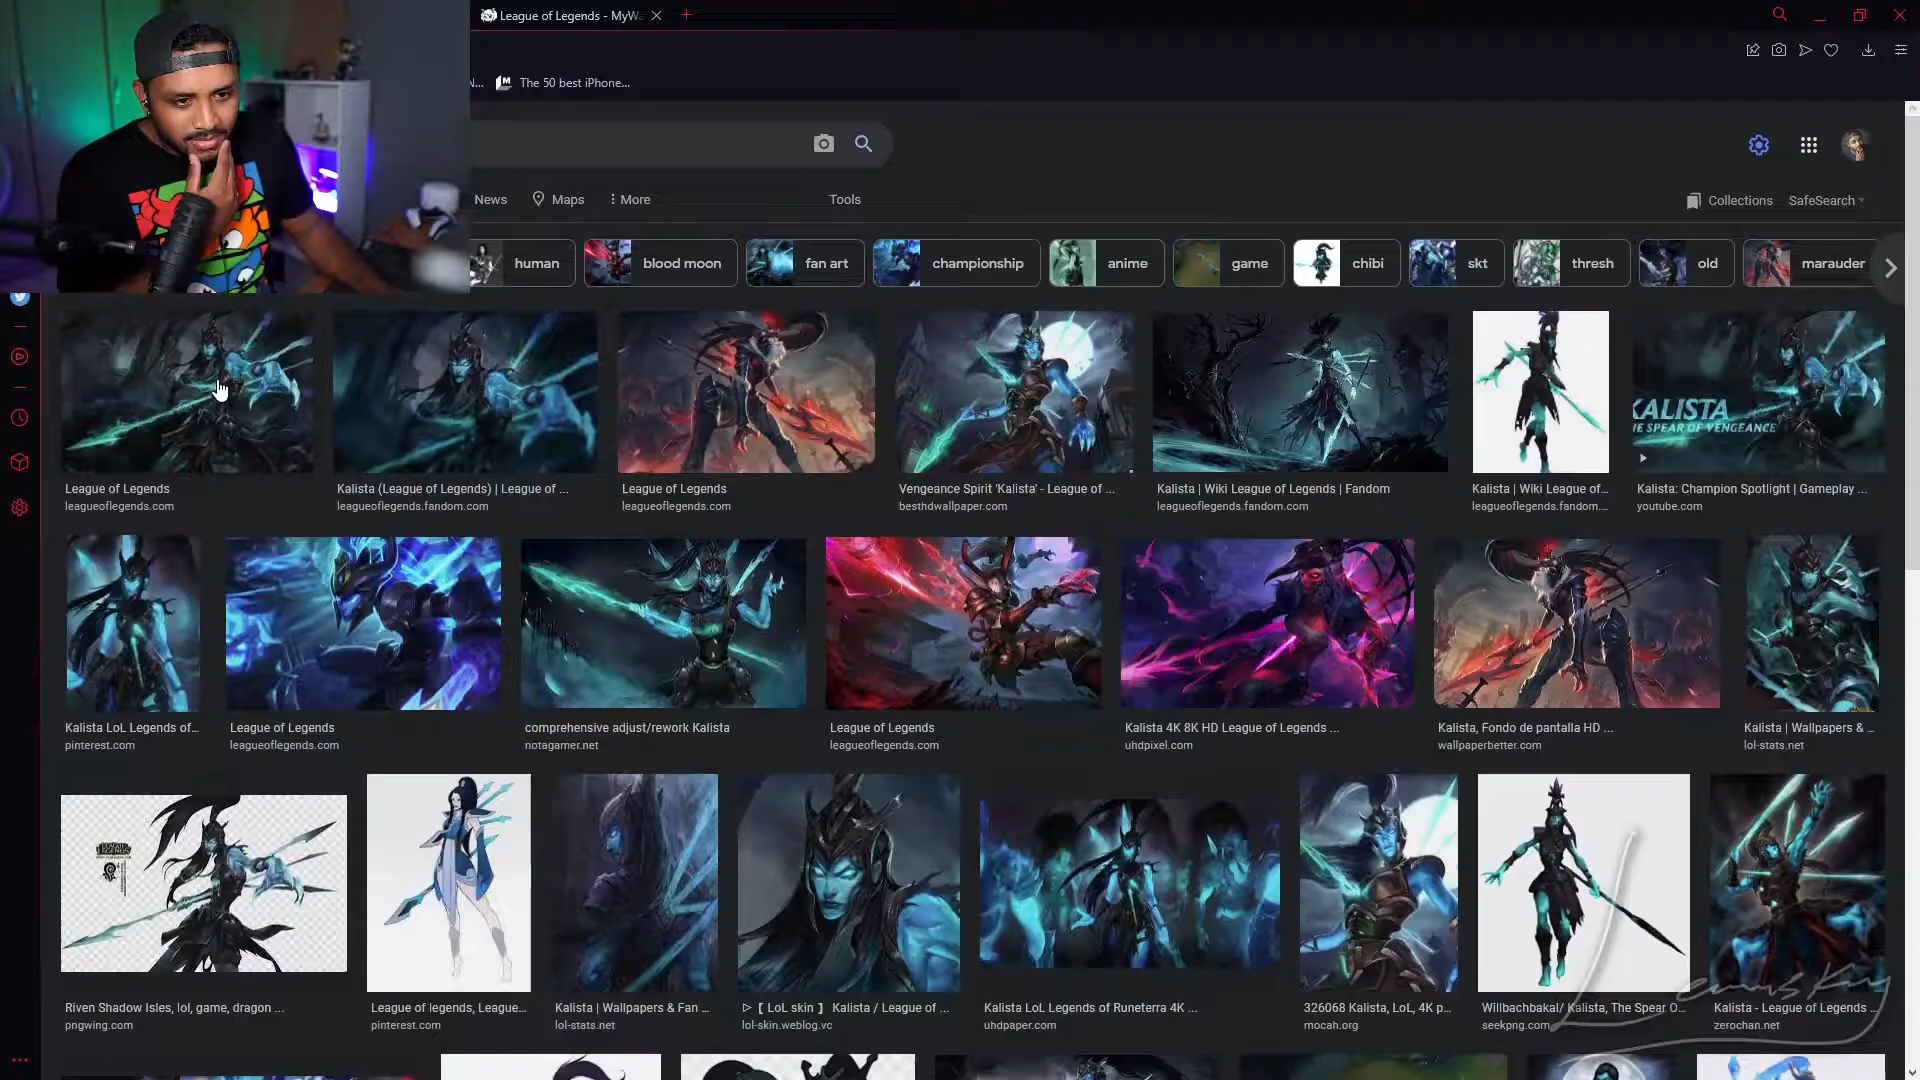 League of Legends - MyWa
N...
The 50 best iPhone...
News
Maps
More
Tools
Collections
SafeSearch
human
blood moon
fan art
championship
anime
game
chibi
skt
thresh
old
marauder
KALISTA
THE SPEAR OF VENGEANCE
League of Legends
leagueoflegends.com
Kalista (League of Legends) | League of ...
leagueoflegends.fandom.com
League of Legends
leagueoflegends.com
Vengeance Spirit 'Kalista' - League of ...
besthdwallpaper.com
Kalista | Wiki League of Legends | Fandom
leagueoflegends.fandom.com
Kalista | Wiki League of...
leagueoflegends.fandom....
Kalista: Champion Spotlight | Gameplay ...
youtube.com
Kalista LoL Legends of...
pinterest.com
League of Legends
leagueoflegends.com
comprehensive adjust/rework Kalista
notagamer.net
League of Legends
leagueoflegends.com
Kalista 4K 8K HD League of Legends ...
uhdpixel.com
Kalista, Fondo de pantalla HD ...
wallpaperbetter.com
Kalista | Wallpapers & ...
lol-stats.net
Riven Shadow Isles, lol, game, dragon ...
pngwing.com
League of legends, League...
pinterest.com
Kalista | Wallpapers & Fan ...
lol-stats.net
▷【 LoL skin 】 Kalista / League of ...
lol-skin.weblog.vc
Kalista LoL Legends of Runeterra 4K ...
uhdpaper.com
326068 Kalista, LoL, 4K p...
mocah.org
Willbachbakal/ Kalista, The Spear O...
seekpng.com
Kalista - League of Legends ...
zerochan.net